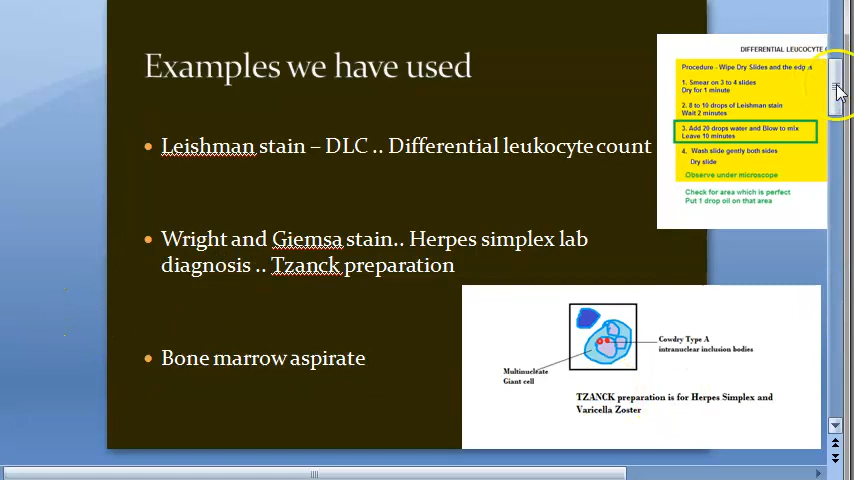 Examples we have used
• Leishman stain – DLC .. Differential leukocyte count
• Wright and Giemsa stain.. Herpes simplex lab
diagnosis .. Tzanck preparation
• Bone marrow aspirate
DIFFERENTIAL LEUCOCYTE
Procedure - Wipe Dry Slides and the edges
1. Smear on 3 to 4 slides
Dry for 1 minute
2. 8 to 10 drops of Leishman stain
Wait 2 minutes
3. Add 20 drops water and Blow to mix
Leave 10 minutes
4. Wash slide gently both sides
Dry slide
Observe under microscope
Check for area which is perfect
Put 1 drop oil on that area
Cowdry Type A
intranuclear inclusion bodies
Multinucleate
Giant cell
TZANCK preparation is for Herpes Simplex and
Varicella Zoster